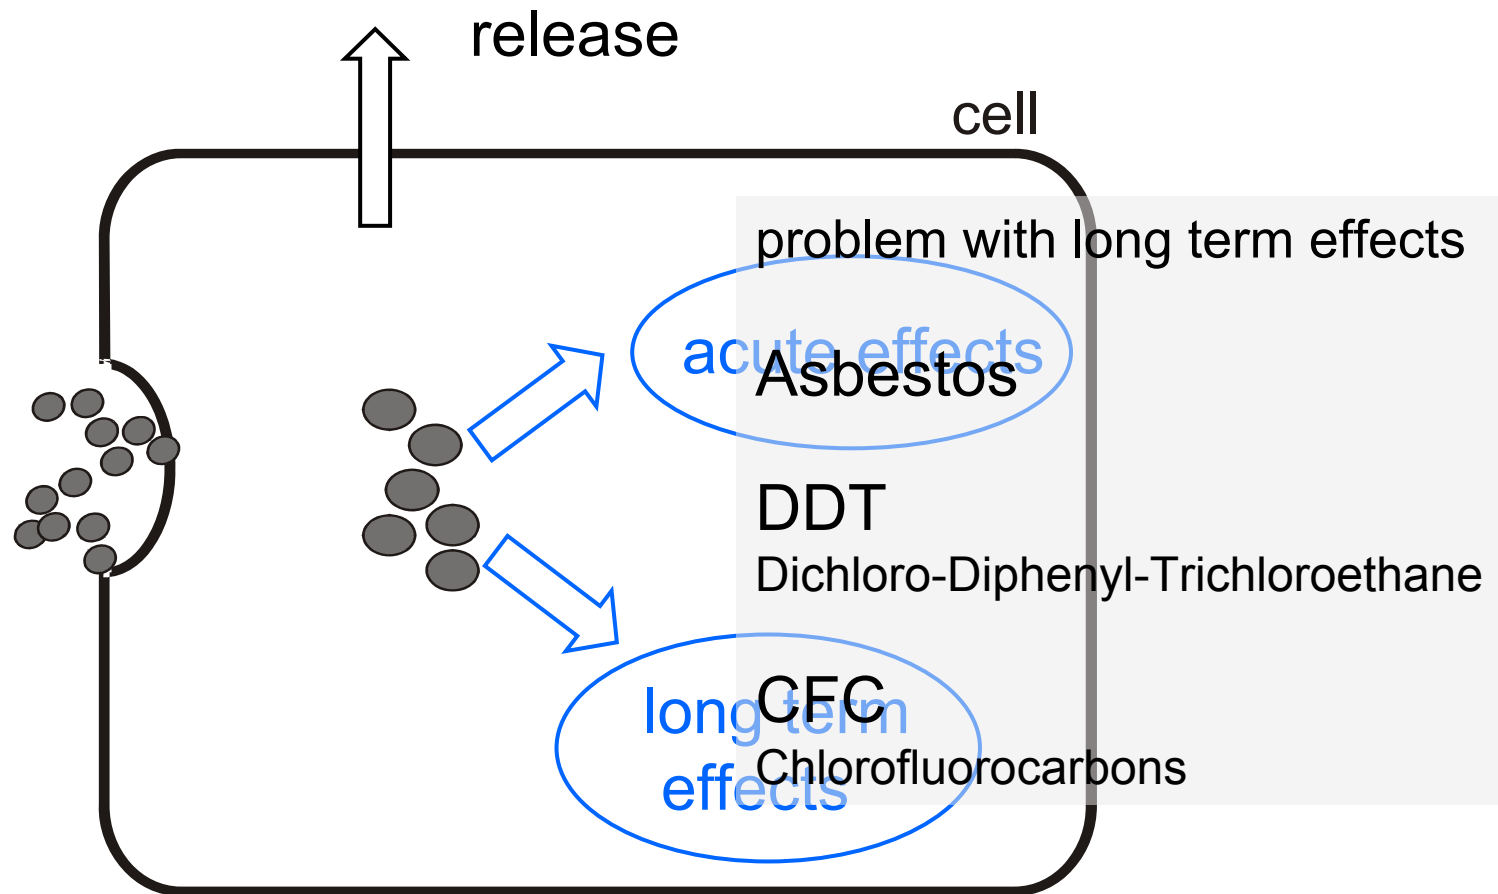 release
cell
problem with long term effects
acute effects
Asbestos
DDT
Dichloro-Diphenyl-Trichloroethane
long term
effects
CFC
Chlorofluorocarbons